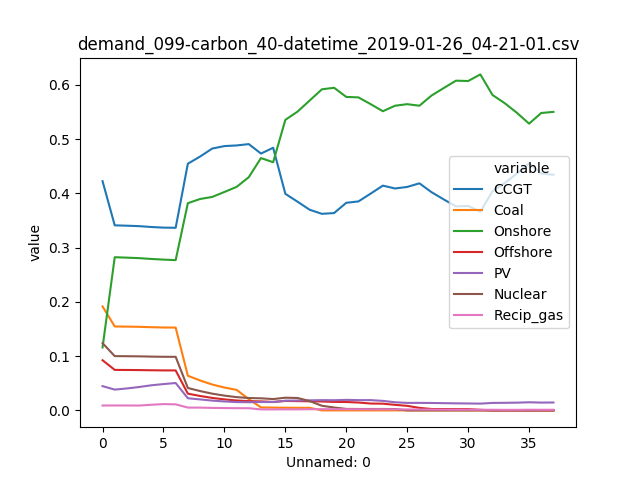 demand_099-carbon_40-datetime_2019-01-26_04-21-01.csv
0.6
0.5
0.4
0.3
0.2
0.1
0.0
value
variable
CCGT
Coal
Onshore
Offshore
PV
Nuclear
Recip_gas
0 5 10 15 20 25 30 35
Unnamed: 0